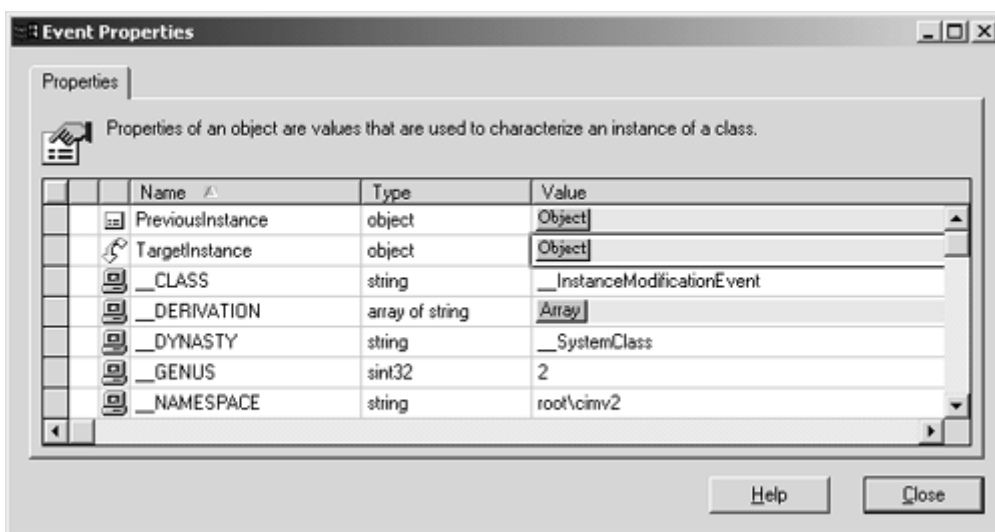 Event Properties
Properties
Properties of an object are values that are used to characterize an instance of a class.
Name Type Value
PreviousInstance object Object
TargetInstance object Object
__CLASS string __InstanceModificationEvent
__DERIVATION array of string Array
__DYNASTY string __SystemClass
__GENUS sint32 2
__NAMESPACE string root\cimv2
Help Close